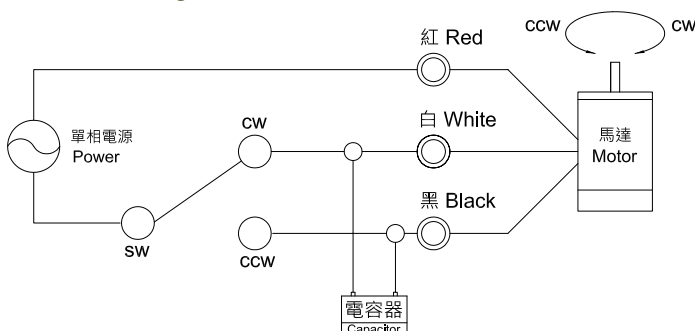 CCW
CW
紅 Red
單相電源
Power
CW
白 White
馬達
Motor
黑 Black
SW
CCW
電容器
Capacitor